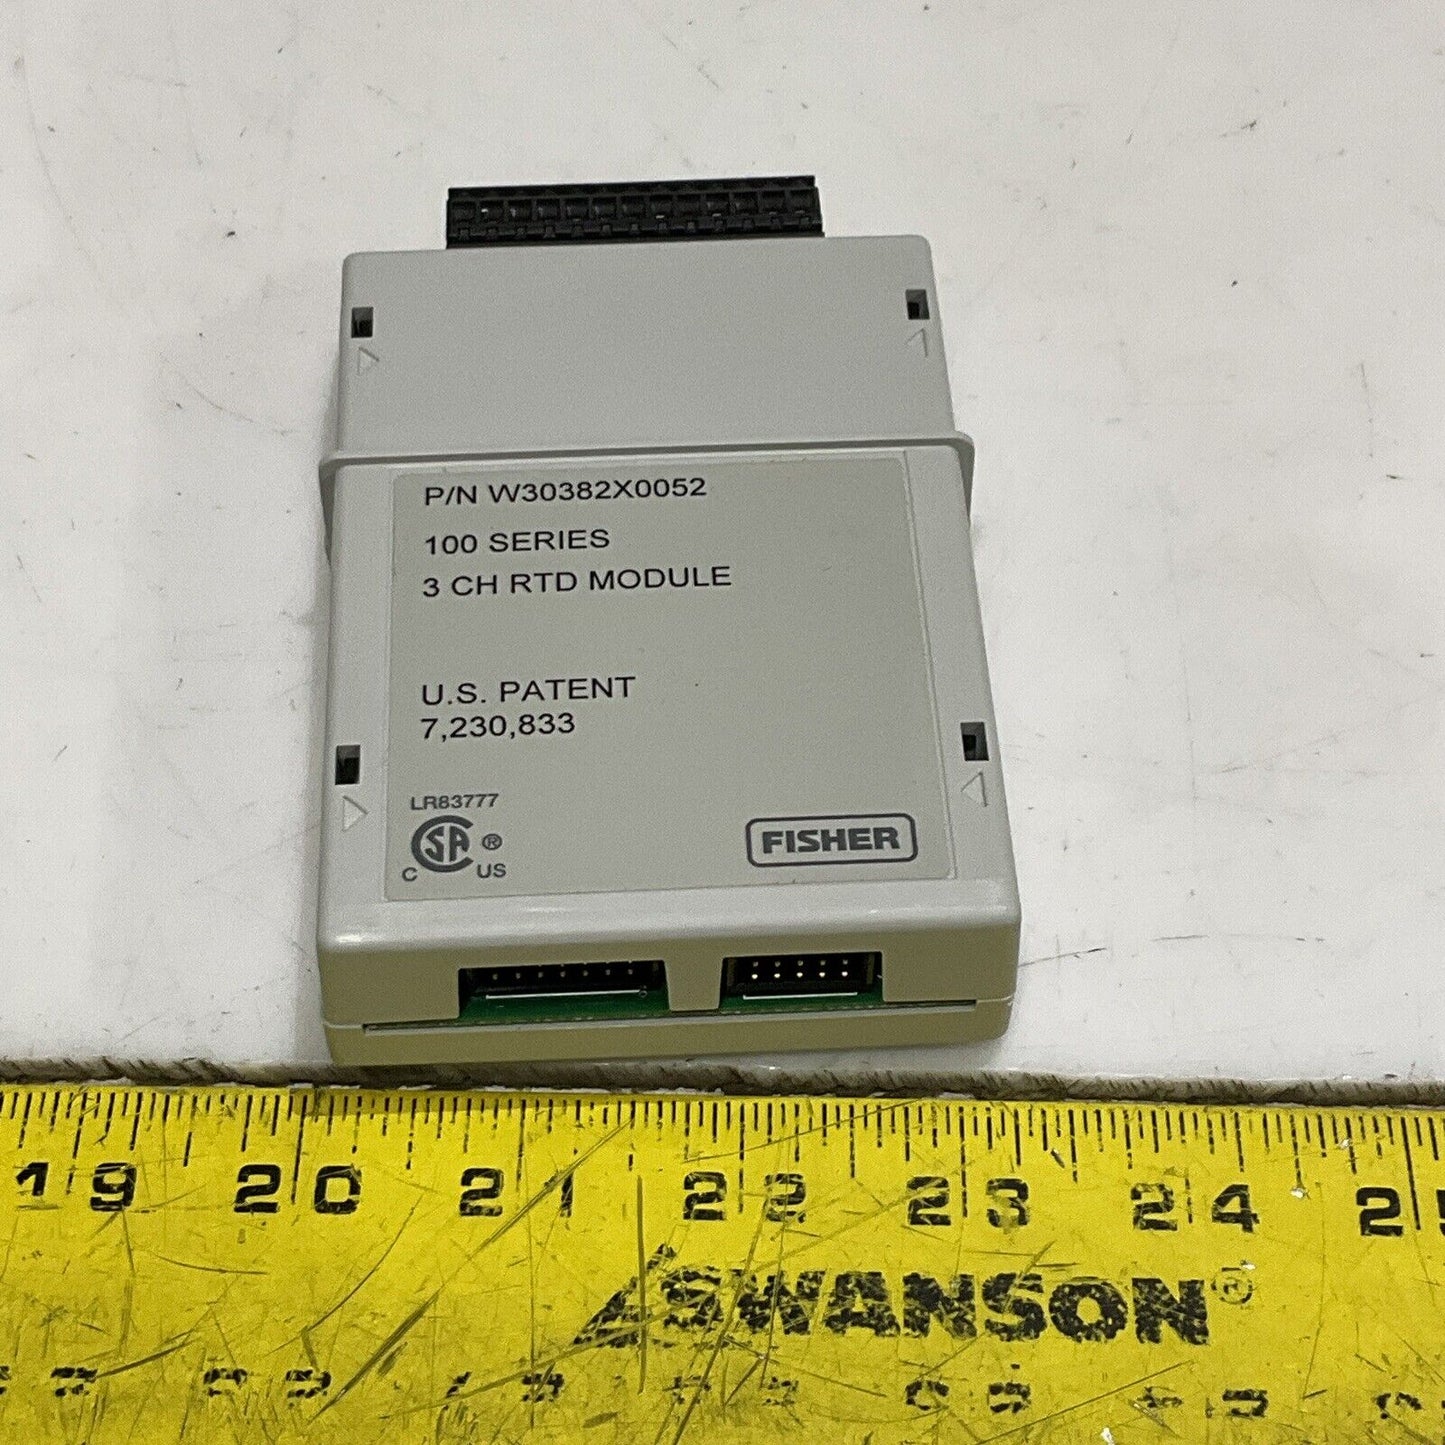 P/N W30382X0052
100 SERIES
3 CH RTD MODULE
U.S. PATENT
7,230,833
LR83777
CSA ®
C US
FISHER
19 20 21 22 23 24 25
SWANSON®